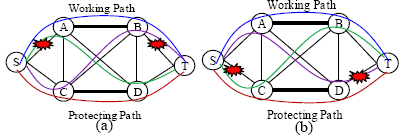 Working Path
A
B
S
T
C
D
Protecting Path
(a)
Working Path
A
B
S
T
C
D
Protecting Path
(b)